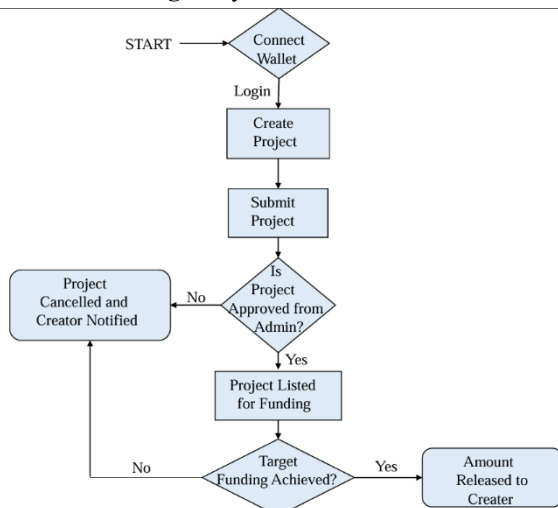 START
Connect
Wallet
Login
Create
Project
Submit
Project
Is
Project
Approved from
Admin?
No
Project
Cancelled and
Creator Notified
Yes
Project Listed
for Funding
Target
Funding Achieved?
No
Yes
Amount
Released to
Creater